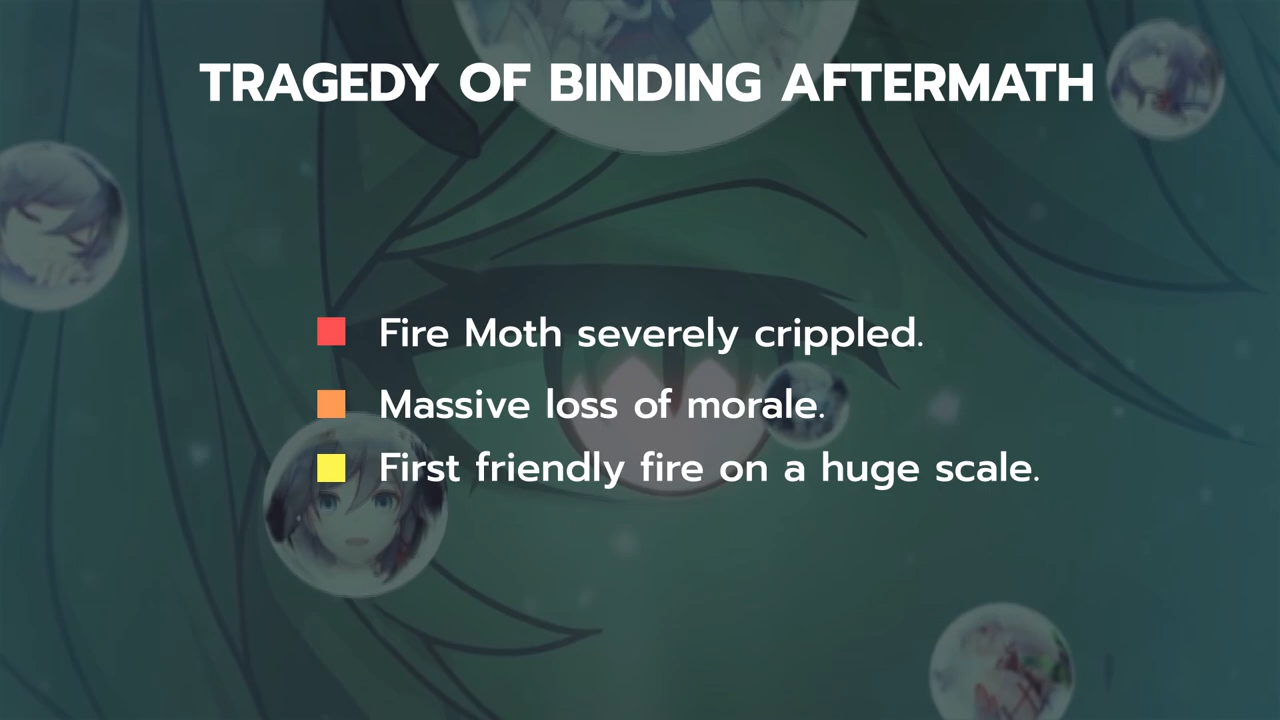 TRAGEDY OF BINDING AFTERMATH
Fire Moth severely crippled.
Massive loss of morale.
First friendly fire on a huge scale.